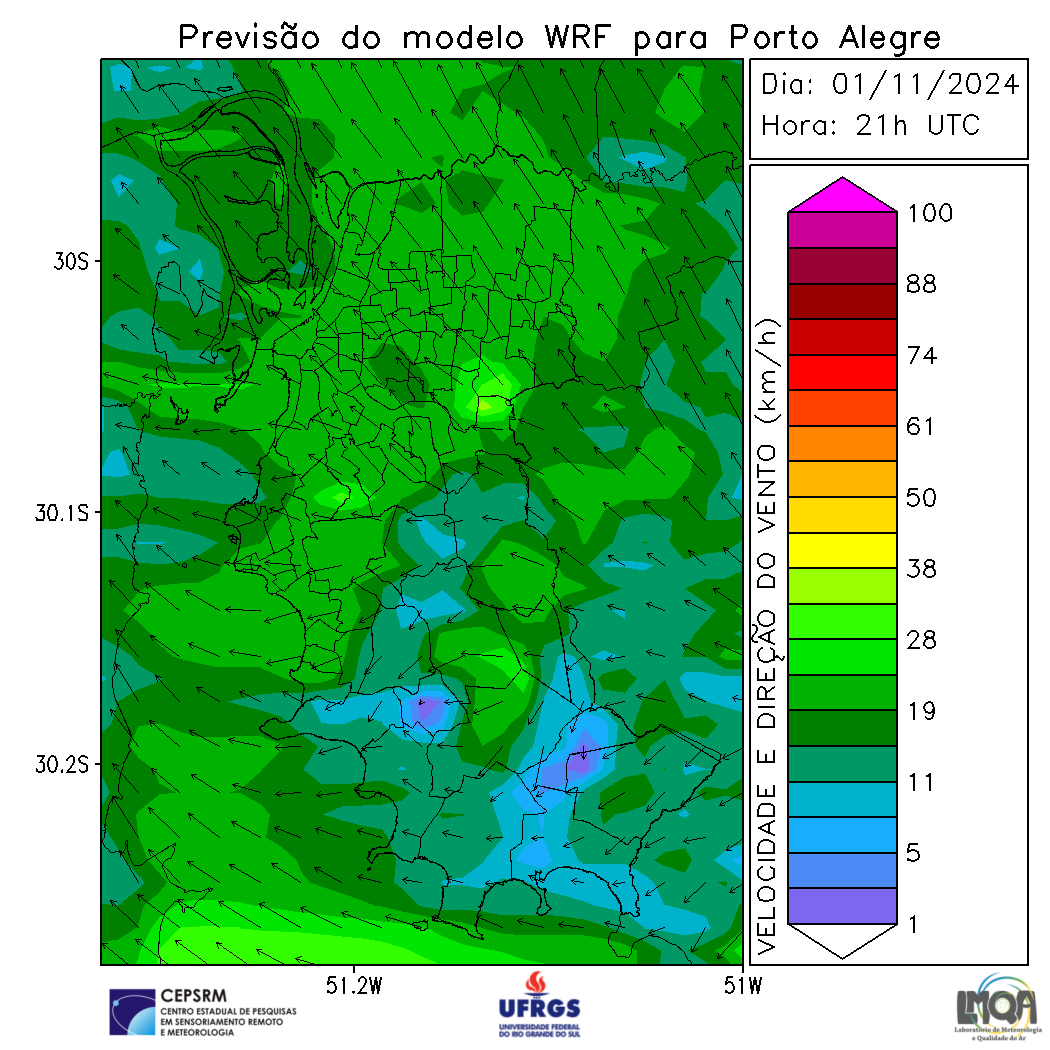 Previsão do modelo WRF para Porto Alegre
Dia: 01/11/2024
Hora: 21h UTC
30S
30.1S
30.2S
51.2W
51W
VELOCIDADE E DIREÇÃO DO VENTO (km/h)
100
88
74
61
50
38
28
19
11
5
1
CEPSRM
CENTRO ESTADUAL DE PESQUISAS
EM SENSORIAMENTO REMOTO
E METEOROLOGIA
UFRGS
UNIVERSIDADE FEDERAL
DO RIO GRANDE DO SUL
LMQA
Laboratório de Meteorologia
e Qualidade do Ar